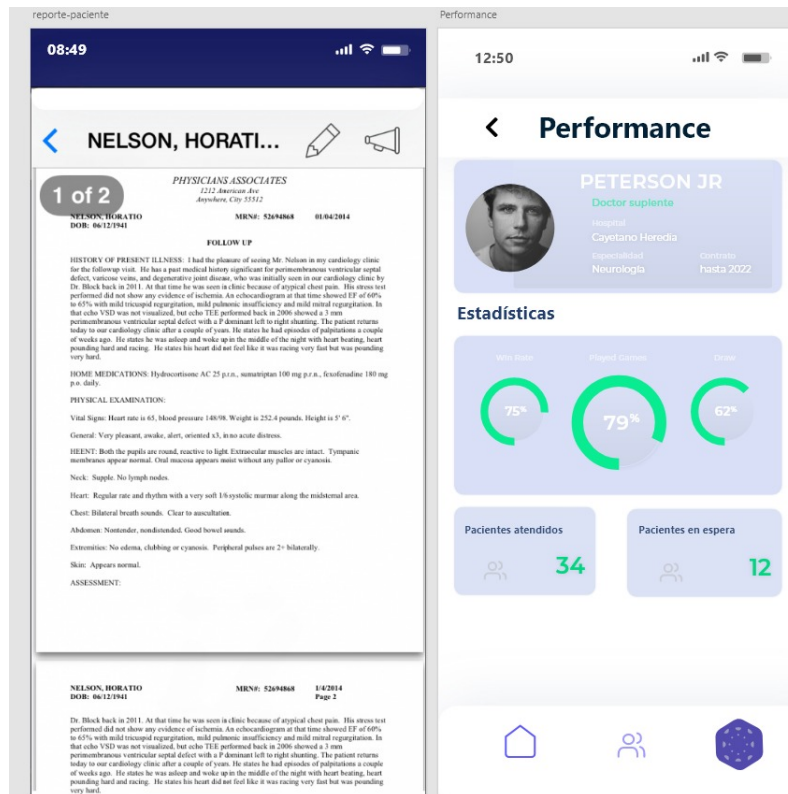 reporte-paciente
08:49
NELSON, HORATI...
1 of 2
PHYSICIANS ASSOCIATES
1212 American Ave
Anywhere, City 55512
NELSON, HORATIO MRN#: 52694868 01/04/2014
DOB: 06/12/1941
FOLLOW UP
HISTORY OF PRESENT ILLNESS: I had the pleasure of seeing Mr. Nelson in my cardiology clinic
for the followup visit. He has a past medical history significant for perimembranous ventricular septal
defect, varicose veins, and degenerative joint disease, who was initially seen in our cardiology clinic by
Dr. Block back in 2011. At that time he was seen in clinic because of atypical chest pain. His stress test
performed did not show any evidence of ischemia. An echocardiogram at that time showed EF of 60%
to 65% with mild tricuspid regurgitation, mild pulmonic insufficiency and mild mitral regurgitation. In
that echo VSD was not visualized, but echo TEE performed back in 2006 showed a 3 mm
perimembranous ventricular septal defect with a P dominant left to right shunting. The patient returns
today to our cardiology clinic after a couple of years. He states he had episodes of palpitations a couple
of weeks ago. He states he was asleep and woke up in the middle of the night with heart beating, heart
pounding hard and racing. He states his heart did not feel like it was racing very fast but was pounding
very hard.
HOME MEDICATIONS: Hydrocortisone AC 25 p.r.n., sumatriptan 100 mg p.r.n., fexofenadine 180 mg
p.o. daily.
PHYSICAL EXAMINATION:
Vital Signs: Heart rate is 65, blood pressure 148/98. Weight is 252.4 pounds. Height is 5' 6".
General: Very pleasant, awake, alert, oriented x3, in no acute distress.
HEENT: Both the pupils are round, reactive to light. Extraocular muscles are intact. Tympanic
membranes appear normal. Oral mucosa appears moist without any pallor or cyanosis.
Neck: Supple. No lymph nodes.
Heart: Regular rate and rhythm with a very soft 1/6 systolic murmur along the midsternal area.
Chest: Bilateral breath sounds. Clear to auscultation.
Abdomen: Nontender, nondistended. Good bowel sounds.
Extremities: No edema, clubbing or cyanosis. Peripheral pulses are 2+ bilaterally.
Skin: Appears normal.
ASSESSMENT:
NELSON, HORATIO MRN#: 52694868 1/4/2014
DOB: 06/12/1941 Page 2
Dr. Block back in 2011. At that time he was seen in clinic because of atypical chest pain. His stress test
performed did not show any evidence of ischemia. An echocardiogram at that time showed EF of 60%
to 65% with mild tricuspid regurgitation, mild pulmonic insufficiency and mild mitral regurgitation. In
that echo VSD was not visualized, but echo TEE performed back in 2006 showed a 3 mm
perimembranous ventricular septal defect with a P dominant left to right shunting. The patient returns
today to our cardiology clinic after a couple of years. He states he had episodes of palpitations a couple
of weeks ago. He states he was asleep and woke up in the middle of the night with heart beating, heart
pounding hard and racing. He states his heart did not feel like it was racing very fast but was pounding
very hard.
Performance
12:50
Performance
PETERSON JR
Doctor suplente
Hospital
Cayetano Heredia
Especialidad Contrato
Neurología hasta 2022
Estadísticas
Win Rate Played Games Draw
75% 79% 62%
Pacientes atendidos Pacientes en espera
34 12